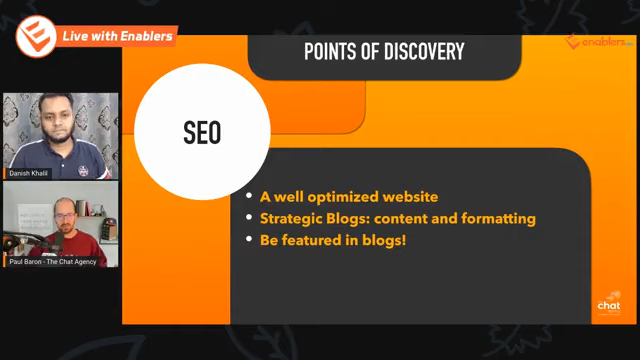 Live with Enablers
POINTS OF DISCOVERY
enablers
SEO
A well optimized website
Strategic Blogs: content and formatting
Be featured in blogs!
Danish Khalil
Paul Baron - The Chat Agency
chat